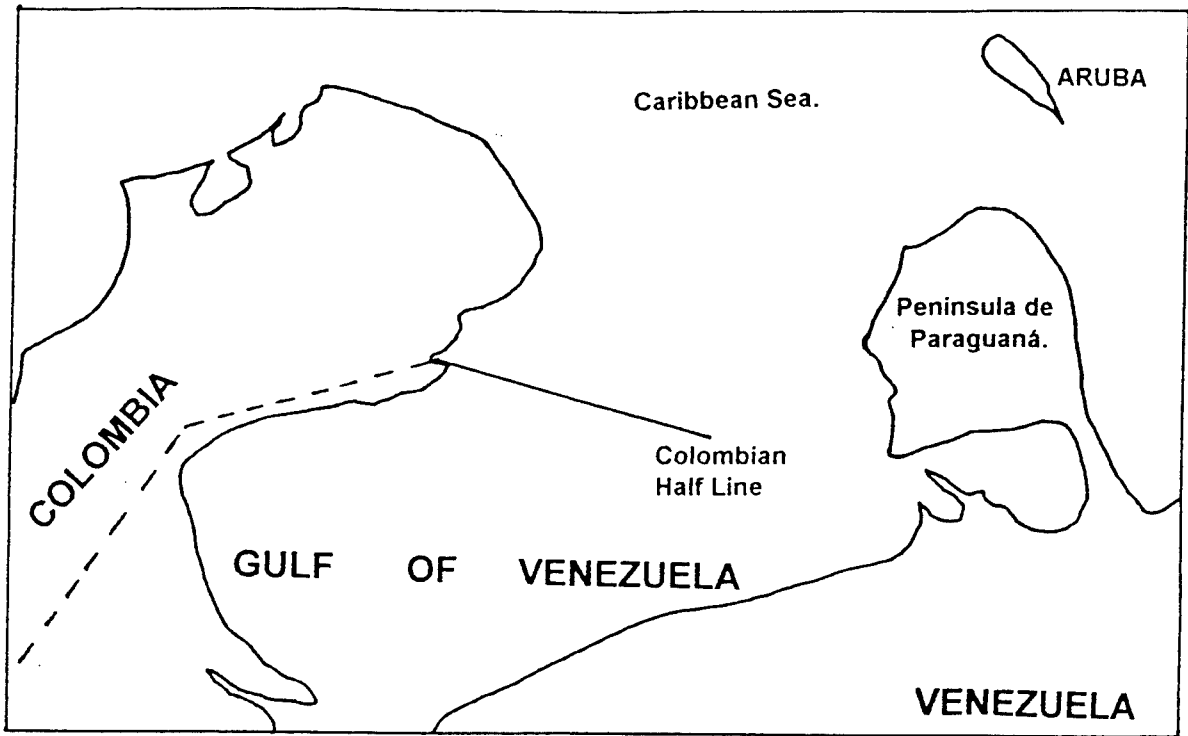 ARUBA
Caribbean Sea.
Peninsula de
Paraguaná.
COLOMBIA
Colombian
Half Line
GULF OF VENEZUELA
VENEZUELA